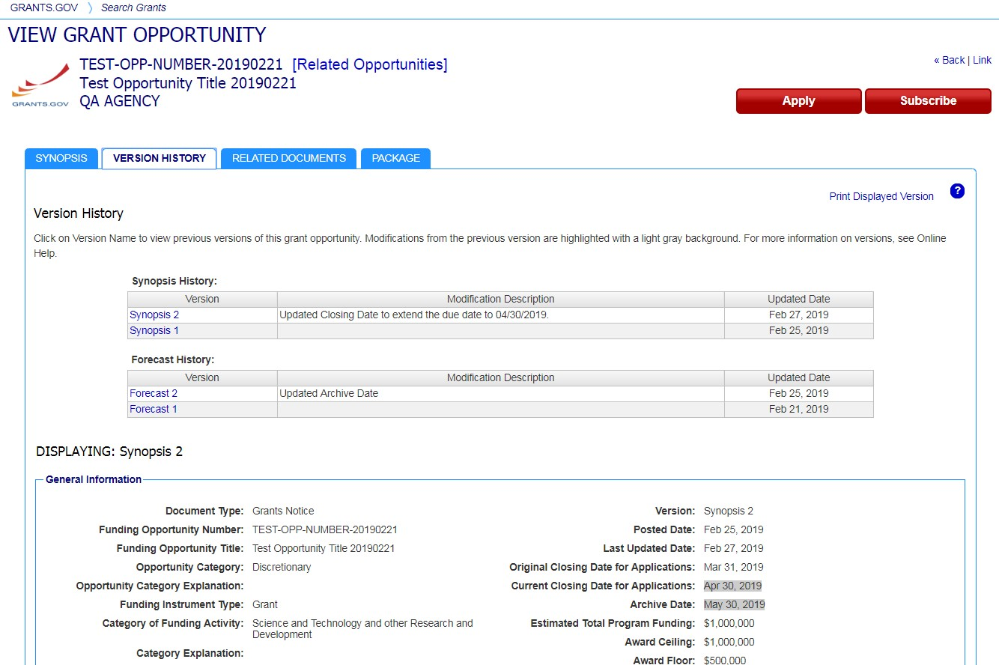 GRANTS.GOV 〉 Search Grants
VIEW GRANT OPPORTUNITY
TEST-OPP-NUMBER-20190221 [Related Opportunities]
Test Opportunity Title 20190221
QA AGENCY
GRANTS.GOV
« Back | Link
Apply
Subscribe
SYNOPSIS
VERSION HISTORY
RELATED DOCUMENTS
PACKAGE
Print Displayed Version
?
Version History
Click on Version Name to view previous versions of this grant opportunity. Modifications from the previous version are highlighted with a light gray background. For more information on versions, see Online
Help.
Synopsis History:
Version Modification Description Updated Date
Synopsis 2 Updated Closing Date to extend the due date to 04/30/2019. Feb 27, 2019
Synopsis 1 Feb 25, 2019
Forecast History:
Version Modification Description Updated Date
Forecast 2 Updated Archive Date Feb 25, 2019
Forecast 1 Feb 21, 2019
DISPLAYING: Synopsis 2
General Information
Document Type: Grants Notice
Funding Opportunity Number: TEST-OPP-NUMBER-20190221
Funding Opportunity Title: Test Opportunity Title 20190221
Opportunity Category: Discretionary
Opportunity Category Explanation:
Funding Instrument Type: Grant
Category of Funding Activity: Science and Technology and other Research and
Development
Category Explanation:
Version: Synopsis 2
Posted Date: Feb 25, 2019
Last Updated Date: Feb 27, 2019
Original Closing Date for Applications: Mar 31, 2019
Current Closing Date for Applications: Apr 30, 2019
Archive Date: May 30, 2019
Estimated Total Program Funding: $1,000,000
Award Ceiling: $1,000,000
Award Floor: $500,000